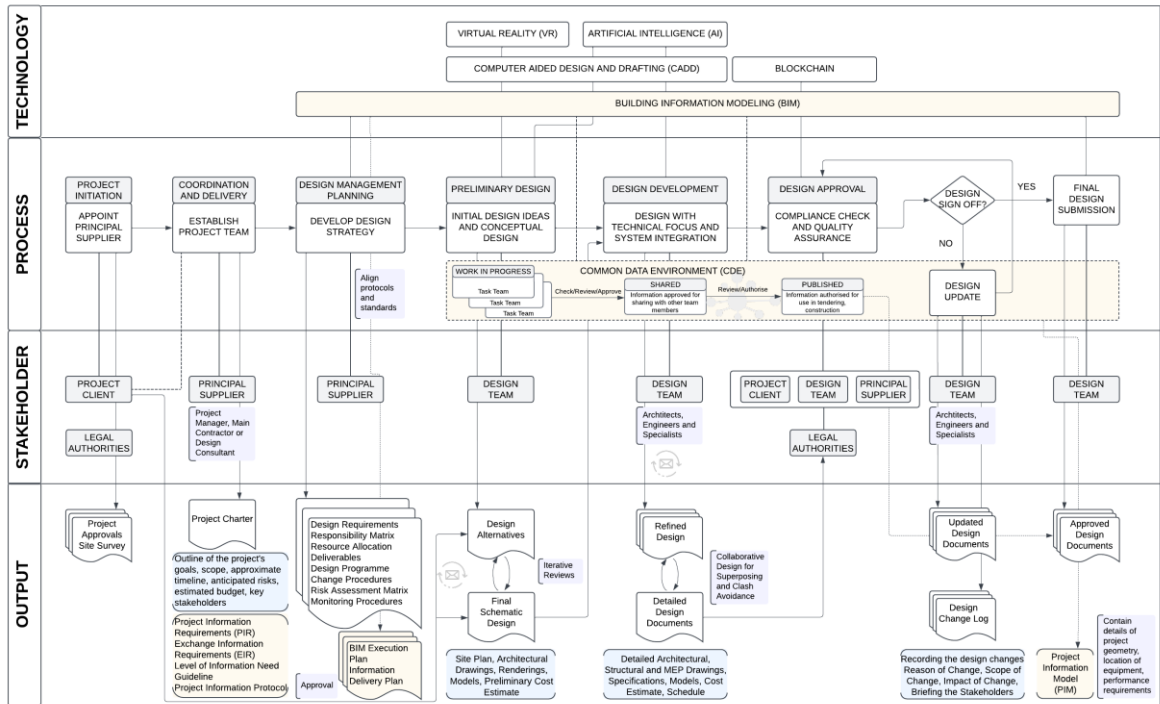 TECHNOLOGY
VIRTUAL REALITY (VR)
ARTIFICIAL INTELLIGENCE (AI)
COMPUTER AIDED DESIGN AND DRAFTING (CADD)
BLOCKCHAIN
BUILDING INFORMATION MODELING (BIM)
PROCESS
PROJECT
INITIATION
APPOINT
PRINCIPAL
SUPPLIER
COORDINATION
AND DELIVERY
ESTABLISH
PROJECT TEAM
DESIGN MANAGEMENT
PLANNING
DEVELOP DESIGN
STRATEGY
Align
protocols
and
standards
PRELIMINARY DESIGN
INITIAL DESIGN IDEAS
AND CONCEPTUAL
DESIGN
DESIGN DEVELOPMENT
DESIGN WITH
TECHNICAL FOCUS AND
SYSTEM INTEGRATION
DESIGN APPROVAL
COMPLIANCE CHECK
AND QUALITY
ASSURANCE
DESIGN
SIGN OFF?
YES
NO
FINAL
DESIGN
SUBMISSION
DESIGN
UPDATE
COMMON DATA ENVIRONMENT (CDE)
WORK IN PROGRESS
Task Team
Task Team
Task Team
Check/Review/Approve
SHARED
Information approved for
sharing with other team
members
Review/Authorise
PUBLISHED
Information authorised for
use in tendering,
construction
STAKEHOLDER
PROJECT
CLIENT
LEGAL
AUTHORITIES
PRINCIPAL
SUPPLIER
Project
Manager, Main
Contractor or
Design
Consultant
PRINCIPAL
SUPPLIER
DESIGN
TEAM
DESIGN
TEAM
Architects,
Engineers and
Specialists
PROJECT
CLIENT
DESIGN
TEAM
PRINCIPAL
SUPPLIER
LEGAL
AUTHORITIES
DESIGN
TEAM
Architects,
Engineers and
Specialists
DESIGN
TEAM
OUTPUT
Project
Approvals
Site Survey
Project Charter
Outline of the project's
goals, scope, approximate
timeline, anticipated risks,
estimated budget, key
stakeholders
Project Information
Requirements (PIR)
Exchange Information
Requirements (EIR)
Level of Information Need
Guideline
Project Information Protocol
Design Requirements
Responsibility Matrix
Resource Allocation
Deliverables
Design Programme
Change Procedures
Risk Assessment Matrix
Monitoring Procedures
BIM Execution
Plan
Information
Delivery Plan
Approval
Design
Alternatives
Iterative
Reviews
Final
Schematic
Design
Site Plan, Architectural
Drawings, Renderings,
Models, Preliminary Cost
Estimate
Refined
Design
Collaborative
Design for
Superposing
and Clash
Avoidance
Detailed
Design
Documents
Detailed Architectural,
Structural and MEP Drawings,
Specifications, Models, Cost
Estimate, Schedule
Updated
Design
Documents
Design
Change Log
Recording the design changes
Reason of Change, Scope of
Change, Impact of Change,
Briefing the Stakeholders
Approved
Design
Documents
Project
Information
Model
(PIM)
Contain
details of
project
geometry,
location of
equipment,
performance
requirements